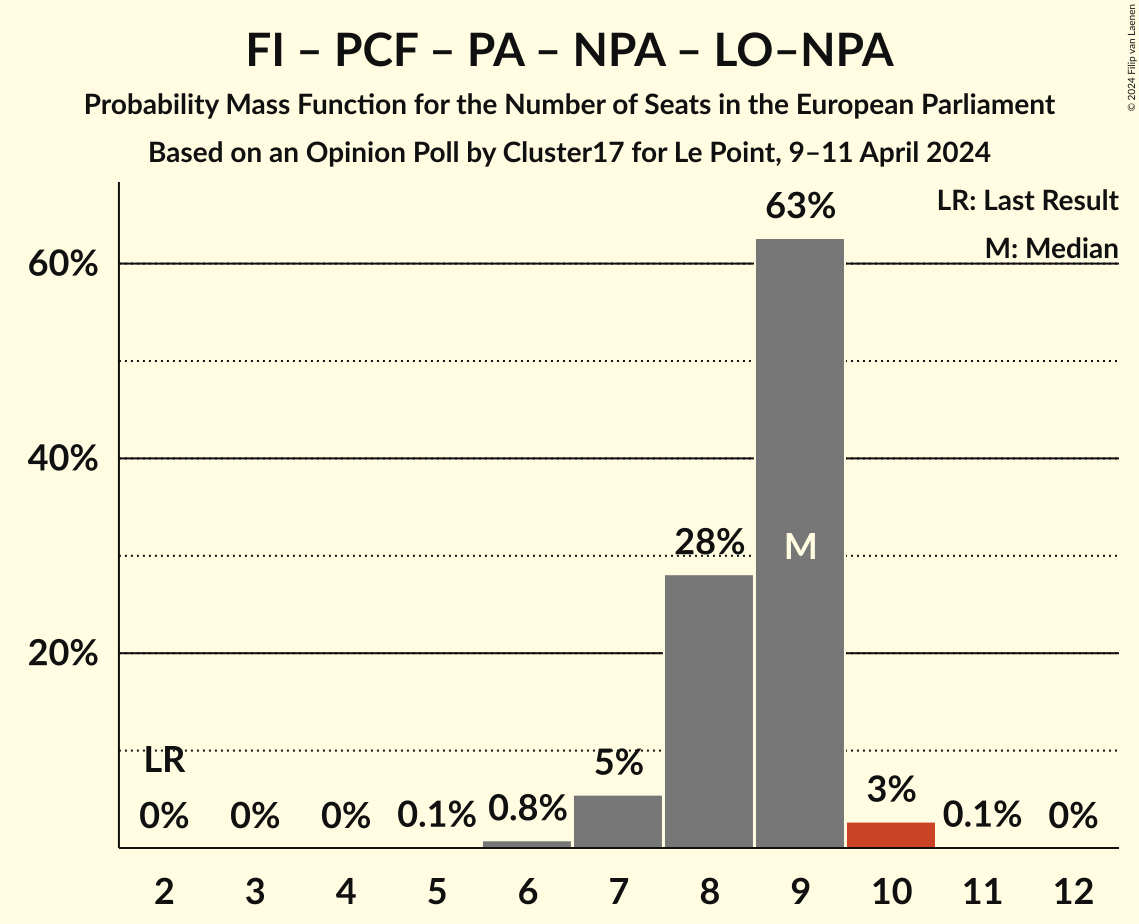 FI – PCF – PA – NPA – LO–NPA
Probability Mass Function for the Number of Seats in the European Parliament
Based on an Opinion Poll by Cluster17 for Le Point, 9–11 April 2024
© 2024 Filip van Laenen
LR: Last Result
M: Median
63%
60%
40%
28%
M
20%
LR
5%
3%
0% 0% 0% 0.1% 0.8% 0.1% 0%
2 3 4 5 6 7 8 9 10 11 12